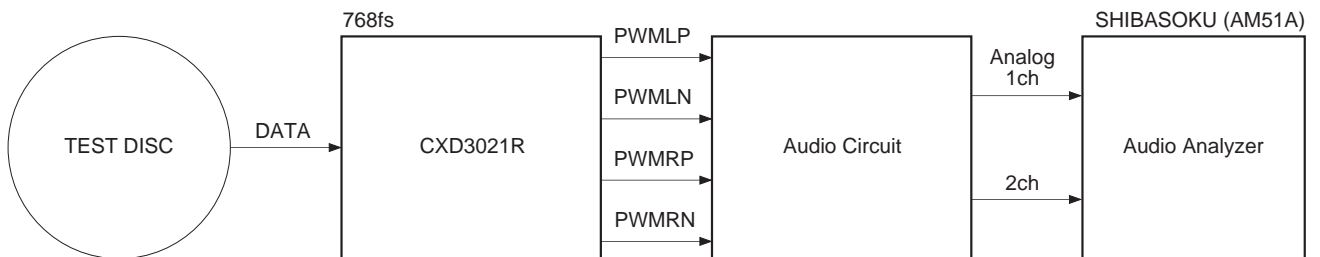 768fs
SHIBASOKU (AM51A)
TEST DISC
DATA
CXD3021R
PWMLP
PWMLN
PWMRP
PWMRN
Audio Circuit
Analog
1ch
2ch
Audio Analyzer